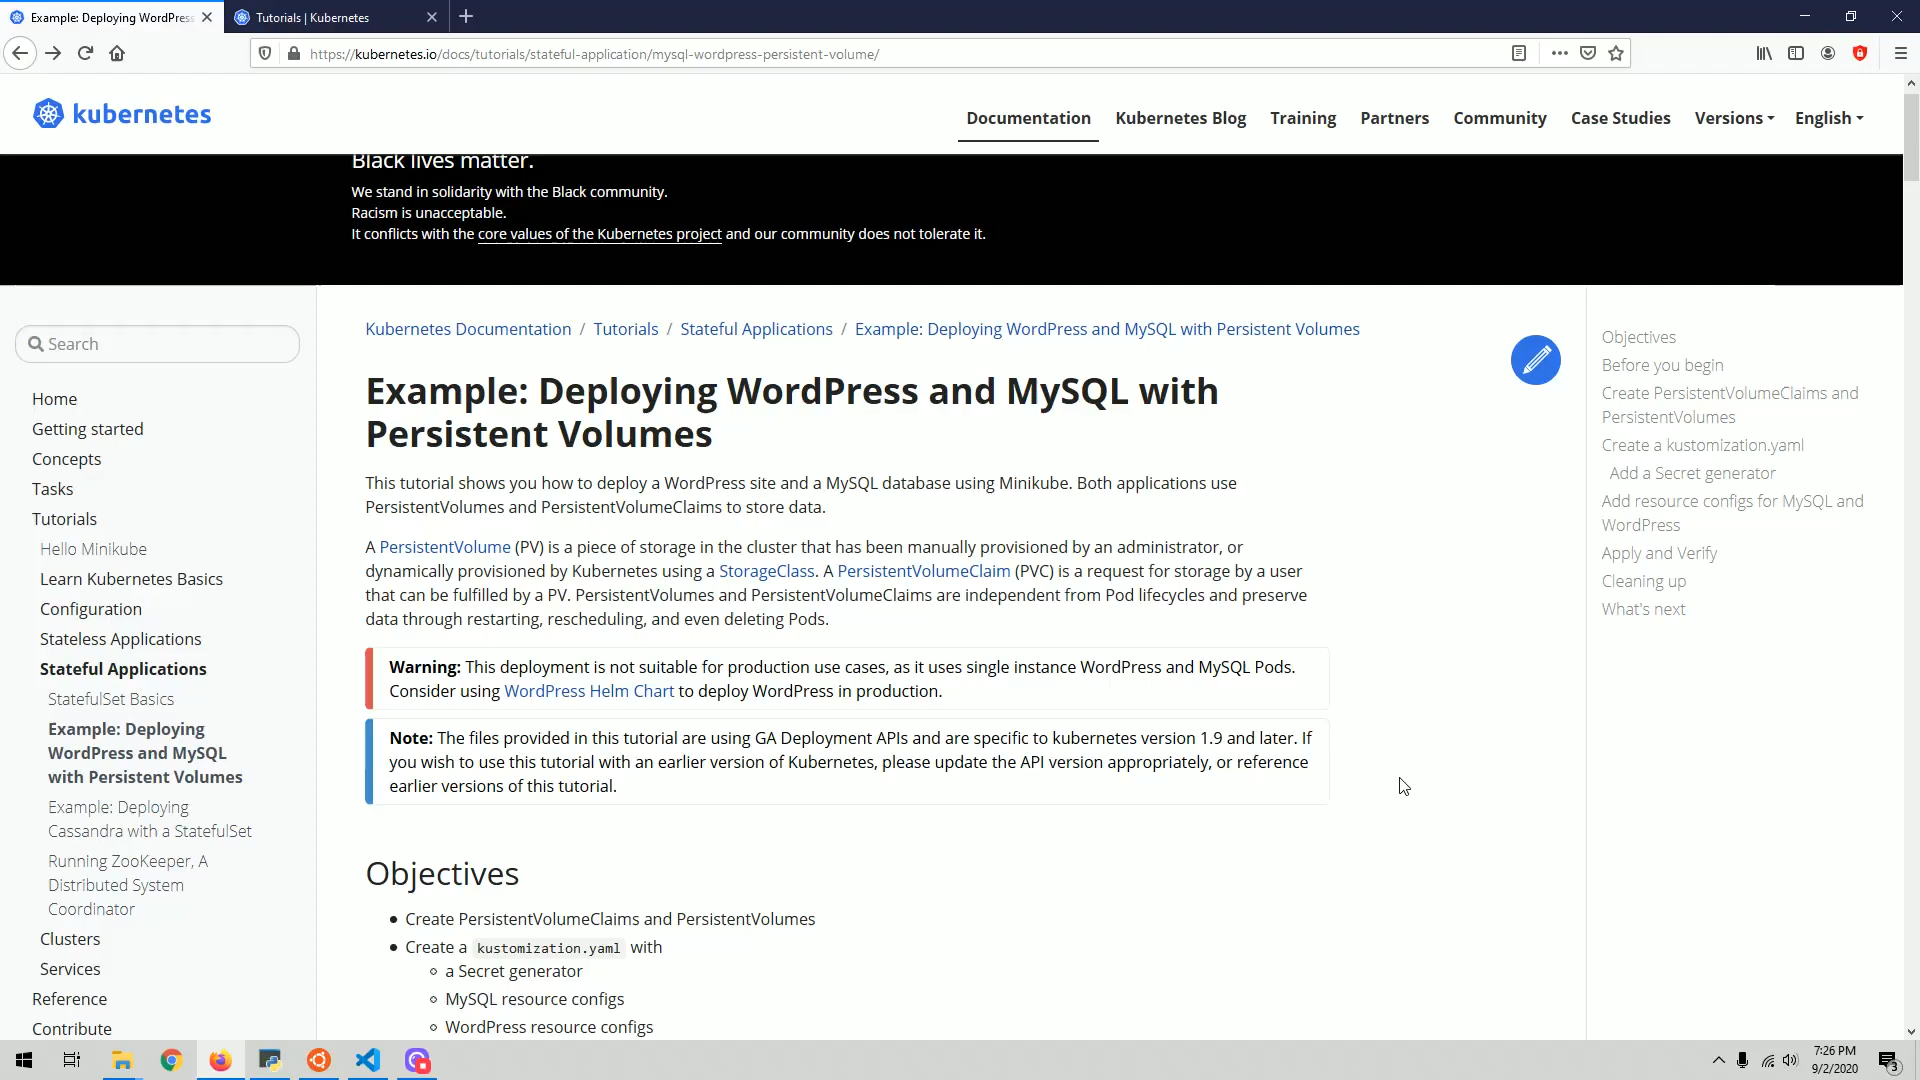 Example: Deploying WordPress
Tutorials | Kubernetes
https://kubernetes.io/docs/tutorials/stateful-application/mysql-wordpress-persistent-volume/
kubernetes
Documentation
Kubernetes Blog
Training
Partners
Community
Case Studies
Versions
English
Black lives matter.
We stand in solidarity with the Black community.
Racism is unacceptable.
It conflicts with the core values of the Kubernetes project and our community does not tolerate it.
Search
Home
Getting started
Concepts
Tasks
Tutorials
Hello Minikube
Learn Kubernetes Basics
Configuration
Stateless Applications
Stateful Applications
StatefulSet Basics
Example: Deploying
WordPress and MySQL
with Persistent Volumes
Example: Deploying
Cassandra with a StatefulSet
Running ZooKeeper, A
Distributed System
Coordinator
Clusters
Services
Reference
Contribute
Kubernetes Documentation / Tutorials / Stateful Applications / Example: Deploying WordPress and MySQL with Persistent Volumes
Example: Deploying WordPress and MySQL with
Persistent Volumes
This tutorial shows you how to deploy a WordPress site and a MySQL database using Minikube. Both applications use
PersistentVolumes and PersistentVolumeClaims to store data.
A PersistentVolume (PV) is a piece of storage in the cluster that has been manually provisioned by an administrator, or
dynamically provisioned by Kubernetes using a StorageClass. A PersistentVolumeClaim (PVC) is a request for storage by a user
that can be fulfilled by a PV. PersistentVolumes and PersistentVolumeClaims are independent from Pod lifecycles and preserve
data through restarting, rescheduling, and even deleting Pods.
Warning: This deployment is not suitable for production use cases, as it uses single instance WordPress and MySQL Pods.
Consider using WordPress Helm Chart to deploy WordPress in production.
Note: The files provided in this tutorial are using GA Deployment APIs and are specific to kubernetes version 1.9 and later. If
you wish to use this tutorial with an earlier version of Kubernetes, please update the API version appropriately, or reference
earlier versions of this tutorial.
Objectives
Create PersistentVolumeClaims and PersistentVolumes
Create a kustomization.yaml with
a Secret generator
MySQL resource configs
WordPress resource configs
Objectives
Before you begin
Create PersistentVolumeClaims and
PersistentVolumes
Create a kustomization.yaml
Add a Secret generator
Add resource configs for MySQL and
WordPress
Apply and Verify
Cleaning up
What's next
7:26 PM
9/2/2020
3